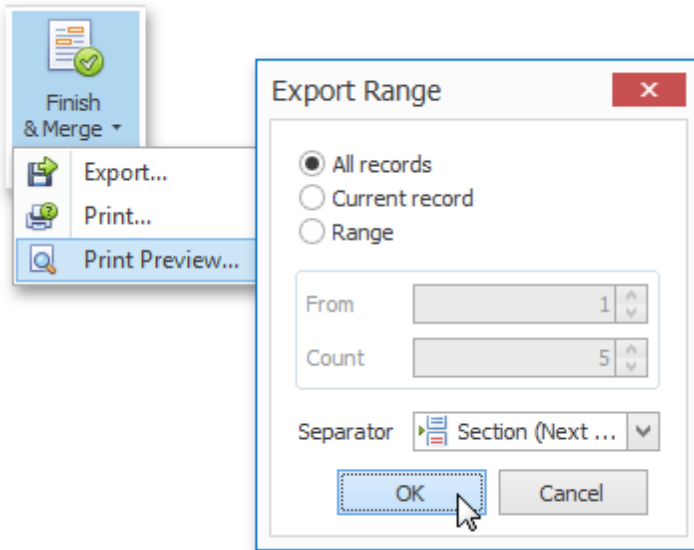 Finish
& Merge
Export...
Print...
Print Preview...
Export Range
All records
Current record
Range
From 1
Count 5
Separator Section (Next ...
OK Cancel